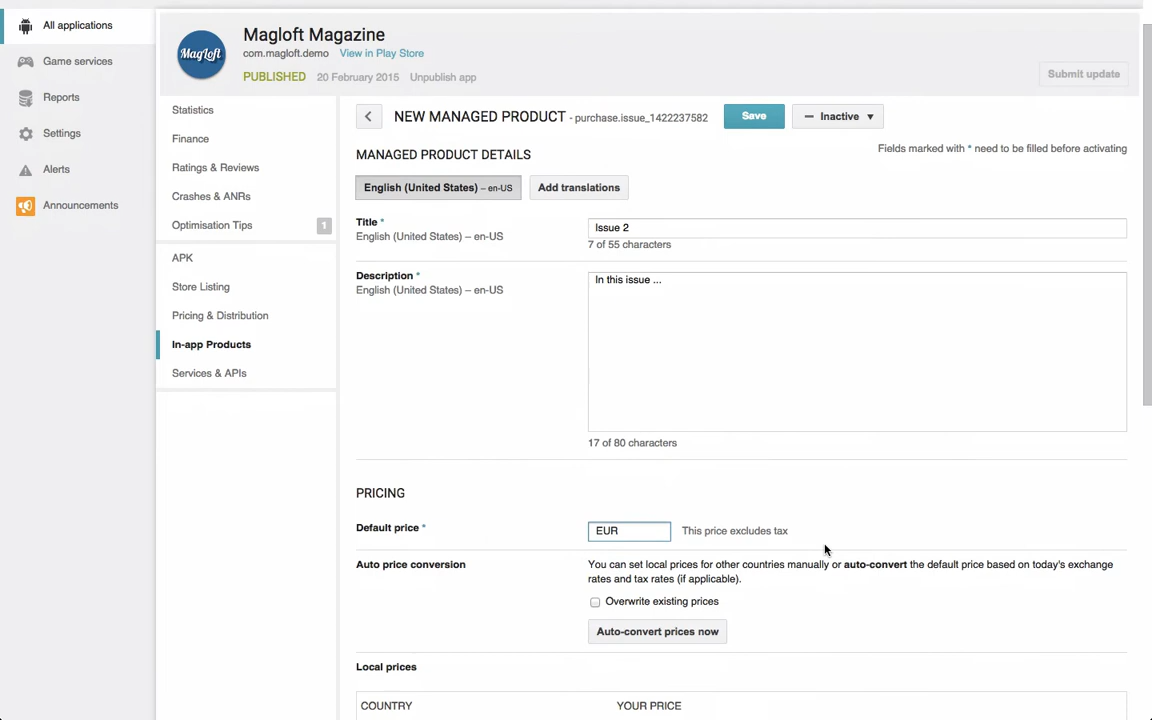 All applications
Game services
Reports
Settings
Alerts
Announcements
MagLoft
Magloft Magazine
com.magloft.demo View in Play Store
PUBLISHED 20 February 2015 Unpublish app
Submit update
Statistics
Finance
Ratings & Reviews
Crashes & ANRs
Optimisation Tips 1
APK
Store Listing
Pricing & Distribution
In-app Products
Services & APIs
NEW MANAGED PRODUCT - purchase.issue_1422237582 Save Inactive
MANAGED PRODUCT DETAILS
Fields marked with * need to be filled before activating
English (United States) – en-US Add translations
Title *
English (United States) – en-US
Issue 2
7 of 55 characters
Description *
English (United States) – en-US
In this issue ...
17 of 80 characters
PRICING
Default price * EUR This price excludes tax
Auto price conversion
You can set local prices for other countries manually or auto-convert the default price based on today's exchange
rates and tax rates (if applicable).
Overwrite existing prices
Auto-convert prices now
Local prices
COUNTRY YOUR PRICE